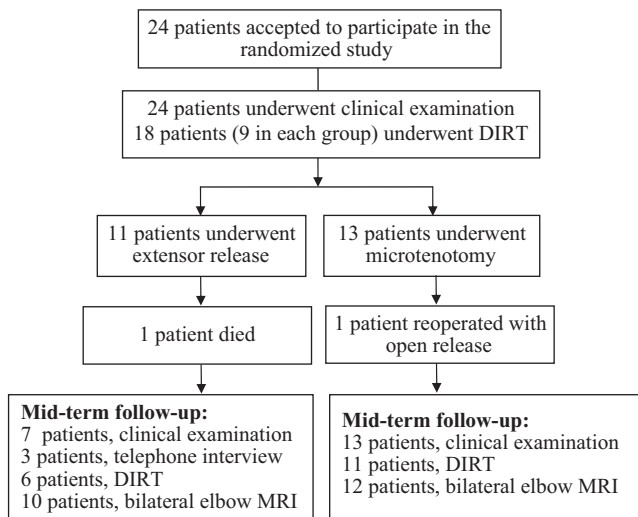 24 patients accepted to participate in the
randomized study
24 patients underwent clinical examination
18 patients (9 in each group) underwent DIRT
11 patients underwent
extensor release
13 patients underwent
microtenotomy
1 patient died
1 patient reoperated with
open release
Mid-term follow-up:
7 patients, clinical examination
3 patients, telephone interview
6 patients, DIRT
10 patients, bilateral elbow MRI
Mid-term follow-up:
13 patients, clinical examination
11 patients, DIRT
12 patients, bilateral elbow MRI